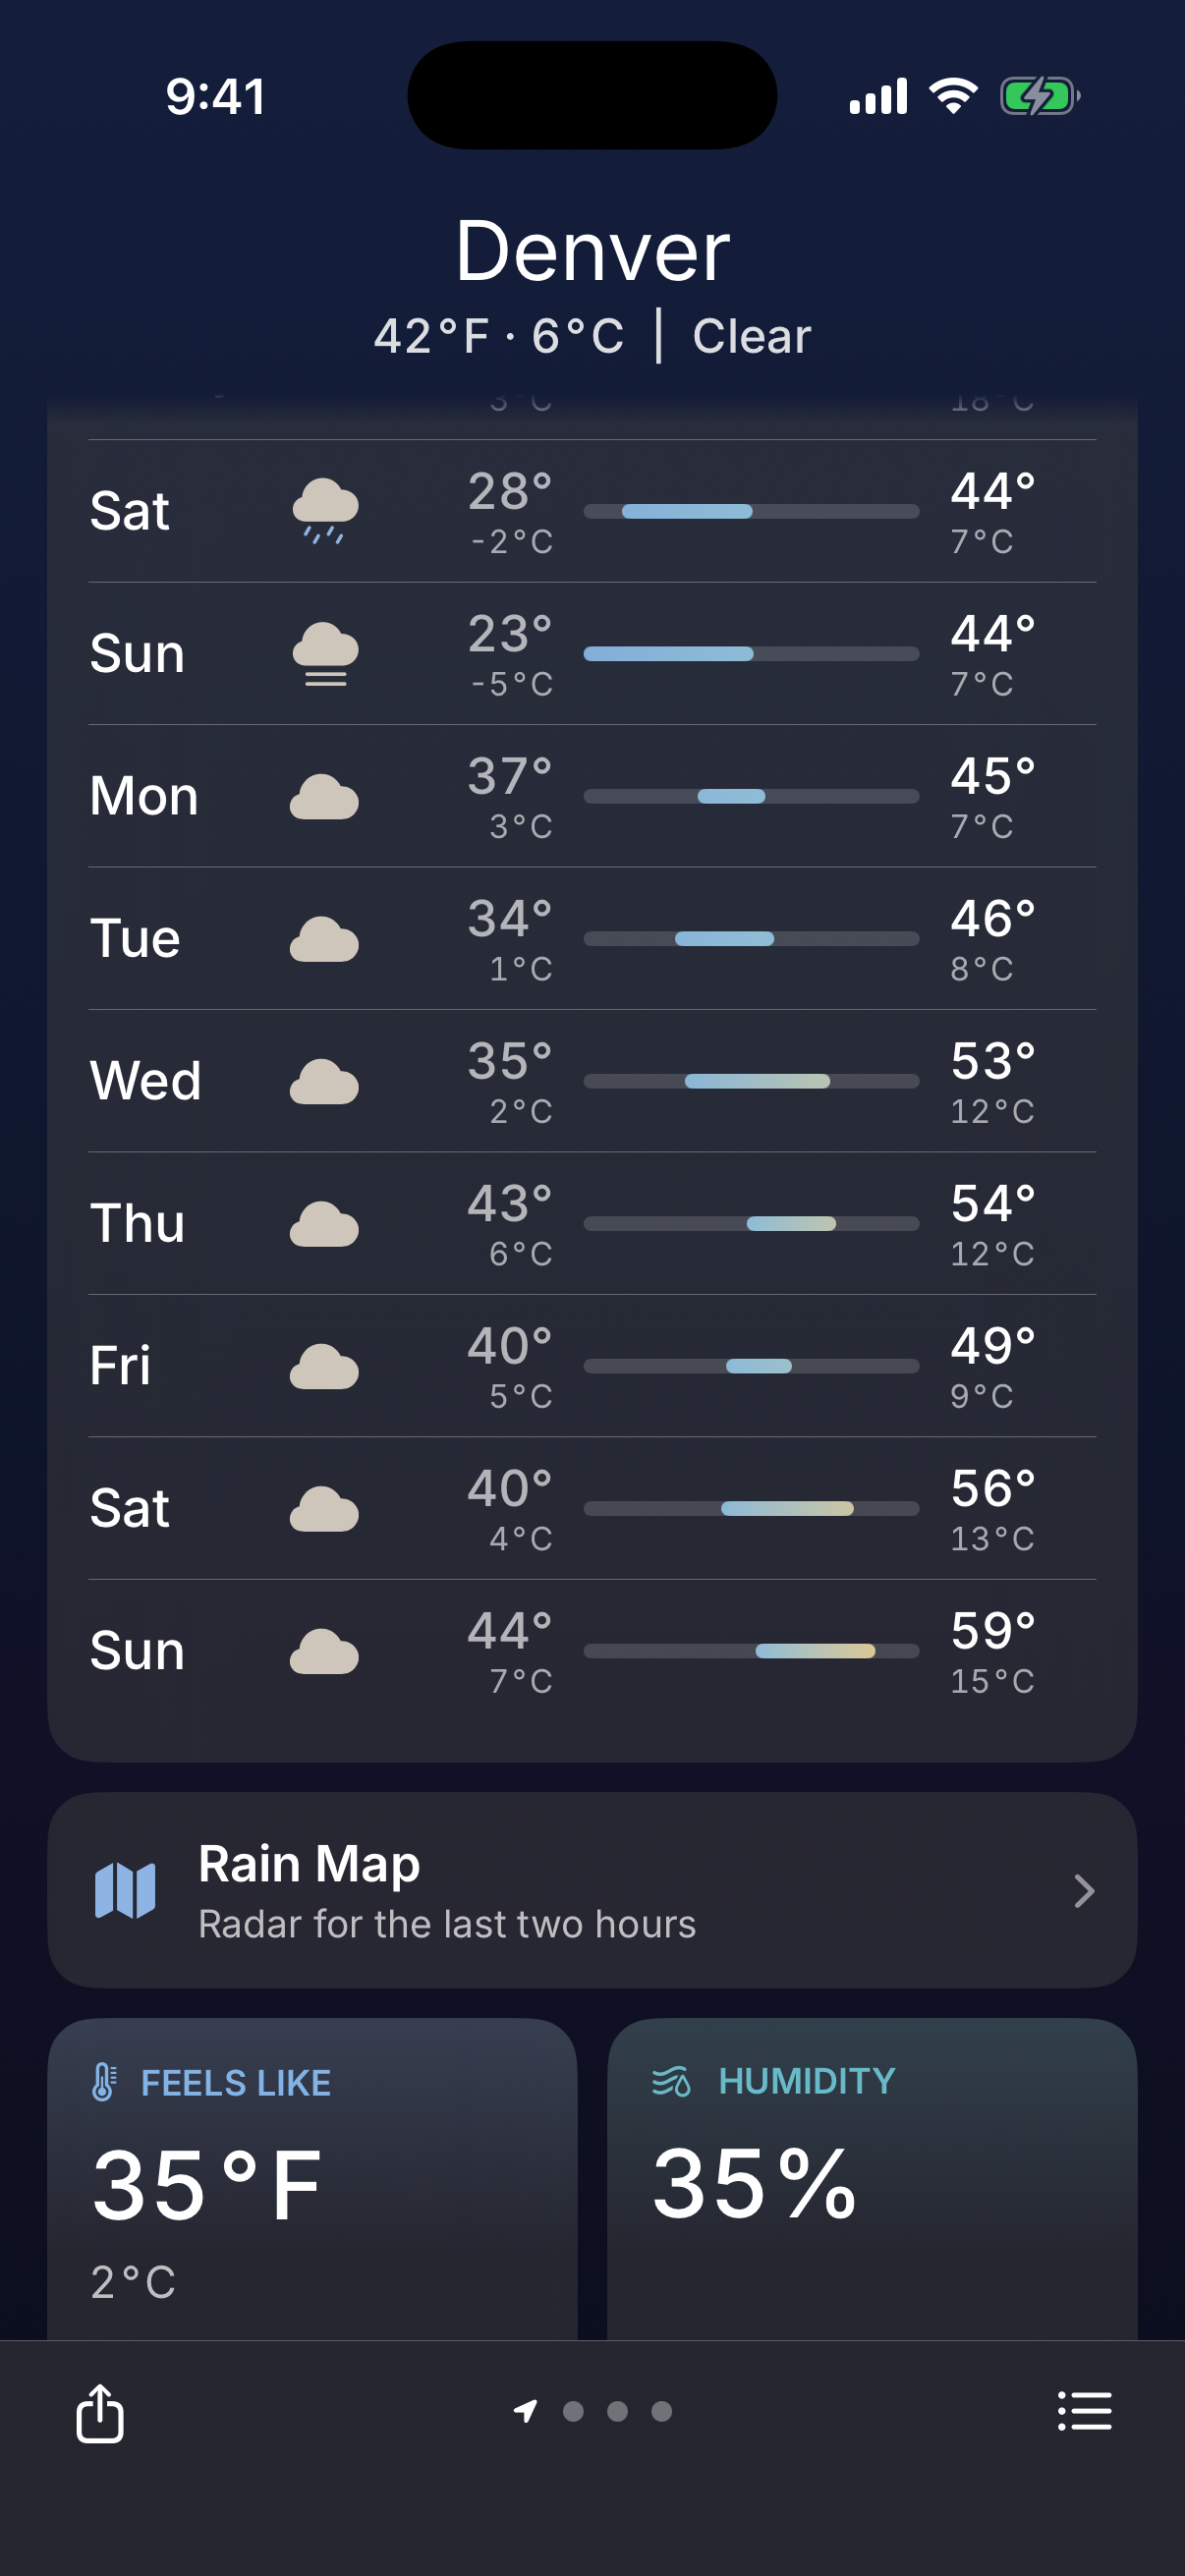 9:41
Denver
42°F · 6°C | Clear
3°C 18°C
Sat 28° 44°
-2°C 7°C
Sun 23° 44°
-5°C 7°C
Mon 37° 45°
3°C 7°C
Tue 34° 46°
1°C 8°C
Wed 35° 53°
2°C 12°C
Thu 43° 54°
6°C 12°C
Fri 40° 49°
5°C 9°C
Sat 40° 56°
4°C 13°C
Sun 44° 59°
7°C 15°C
Rain Map
Radar for the last two hours
FEELS LIKE
35°F
2°C
HUMIDITY
35%